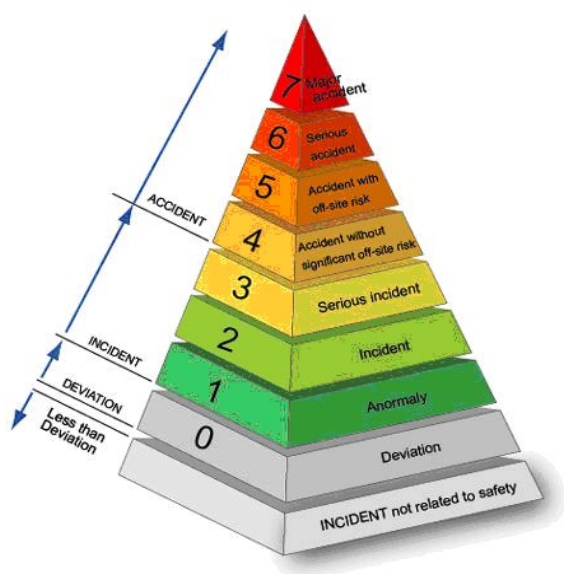 7
Major
accident
6
Serious
accident
5
Accident with
off-site risk
ACCIDENT
4
Accident without
significant off-site risk
3
Serious incident
INCIDENT
2
Incident
DEVIATION
1
Anormaly
Less than
Deviation
0
Deviation
INCIDENT not related to safety